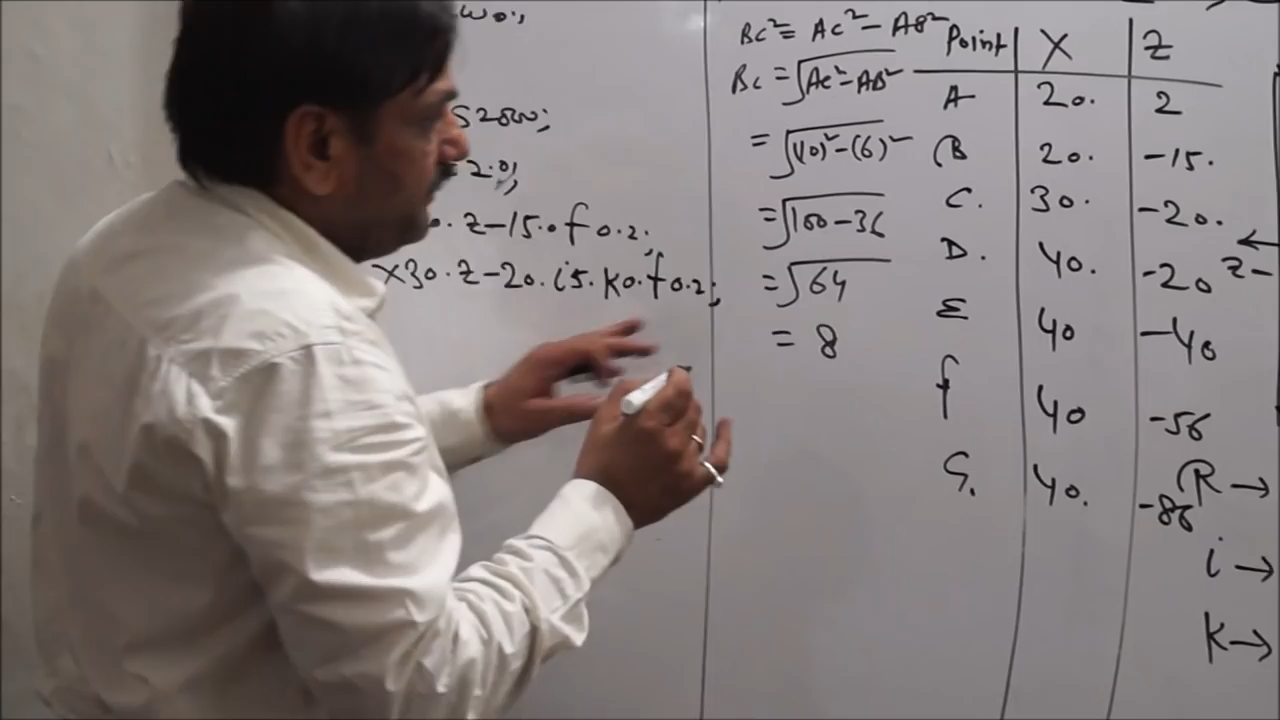 S2800;
2.0;
. Z-15.0 f0.2;
X30. Z-20. i5. K0. f0.2;
BC² = AC² - AB²
BC = √AC² - AB²
= √(10)² - (6)²
= √100 - 36
= √64
= 8
Point X Z
A 20. 2
B 20. -15.
C. 30. -20.
D. 40. -20
E 40 -40
f 40 -56
G. 40. -86
←
Z-
R →
i →
K →